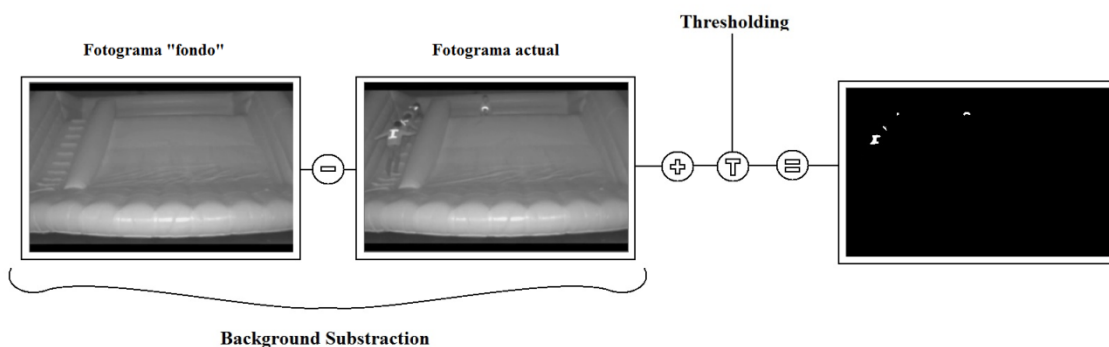 Thresholding
Fotograma "fondo"
Fotograma actual
T
Background Substraction